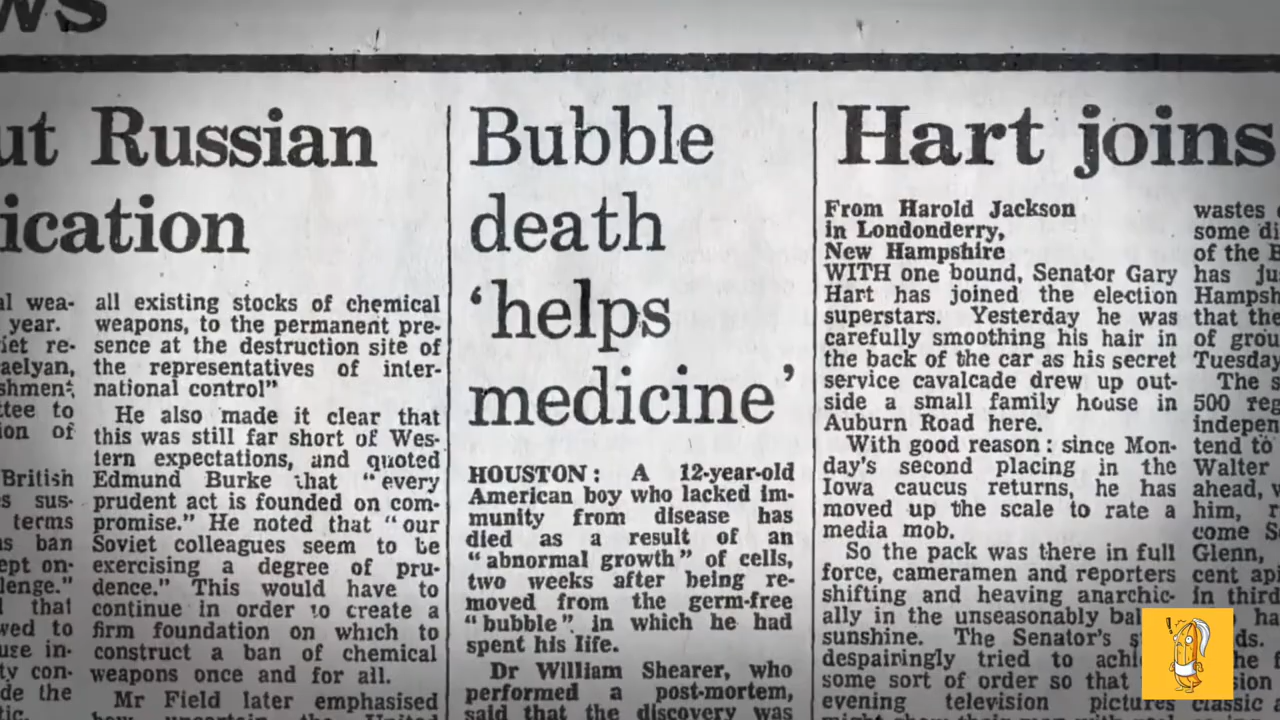 ws
ut Russian
ication
al wea-
year.
iet re-
aelyan,
shment;
ttee to
ion of
British
s sus-
terms
as ban
ept on-
lenge."
l that
wed to
use in-
ty con-
de the
all existing stocks of chemical
weapons, to the permanent pre-
sence at the destruction site of
the representatives of inter-
national control"
He also made it clear that
this was still far short of Wes-
tern expectations, and quoted
Edmund Burke that "every
prudent act is founded on com-
promise." He noted that "our
Soviet colleagues seem to be
exercising a degree of pru-
dence." This would have to
continue in order to create a
firm foundation on which to
construct a ban of chemical
weapons once and for all.
Mr Field later emphasised
Bubble
death
‘helps
medicine’
HOUSTON: A 12-year-old
American boy who lacked im-
munity from disease has
died as a result of an
"abnormal growth" of cells,
two weeks after being re-
moved from the germ-free
"bubble" in which he had
spent his life.
Dr William Shearer, who
performed a post-mortem,
said that the discovery was
Hart joins
From Harold Jackson
in Londonderry,
New Hampshire
WITH one bound, Senator Gary
Hart has joined the election
superstars. Yesterday he was
carefully smoothing his hair in
the back of the car as his secret
service cavalcade drew up out-
side a small family house in
Auburn Road here.
With good reason: since Mon-
day's second placing in the
Iowa caucus returns, he has
moved up the scale to rate a
media mob.
So the pack was there in full
force, cameramen and reporters
shifting and heaving anarchic-
ally in the unseasonably bal
sunshine. The Senator's s
despairingly tried to achi
some sort of order so that
evening television pictures
wastes
some di
of the
has ju
Hampsh
that the
of grou
Tuesday
The s
500 reg
indepen
tend to
Walter
ahead, w
him, r
come S
Glenn,
cent api
in third
ha
ds.
he f
sion
classic a